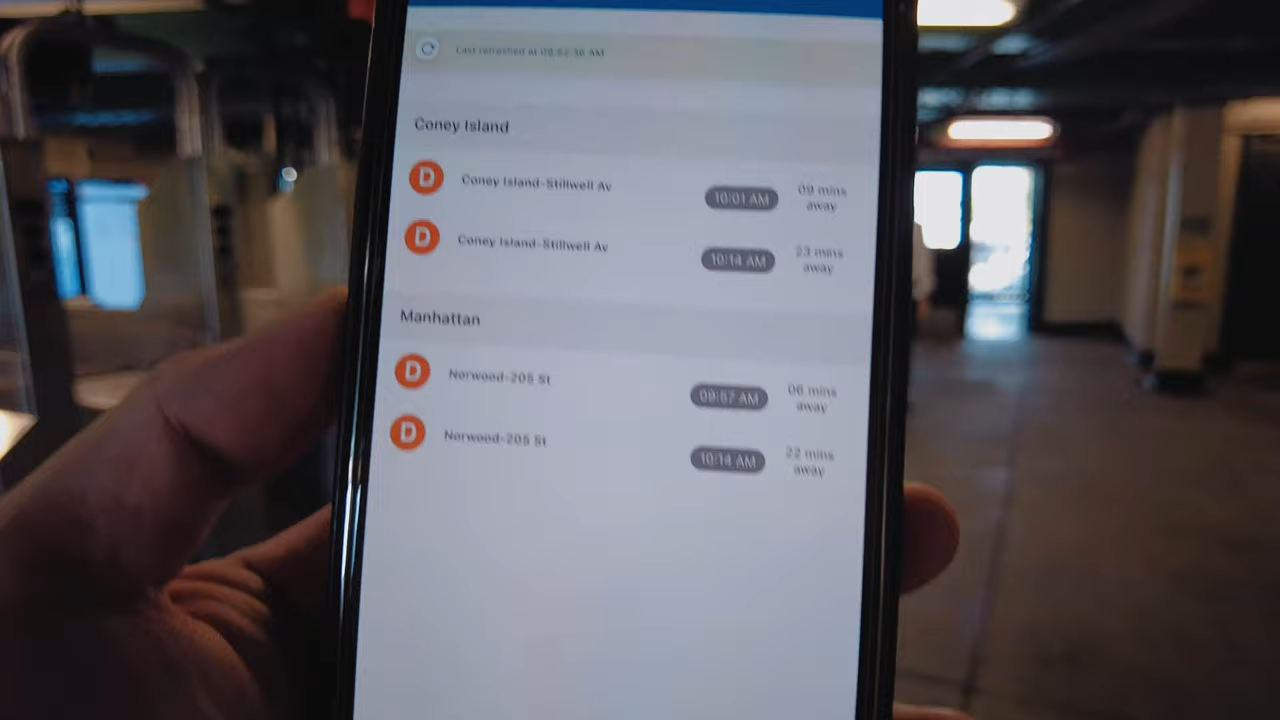 Last refreshed at 09:52:36 AM
Coney Island
D Coney Island-Stillwell Av 10:01 AM 09 mins away
D Coney Island-Stillwell Av 10:14 AM 23 mins away
Manhattan
D Norwood-205 St 09:57 AM 06 mins away
D Norwood-205 St 10:14 AM 22 mins away